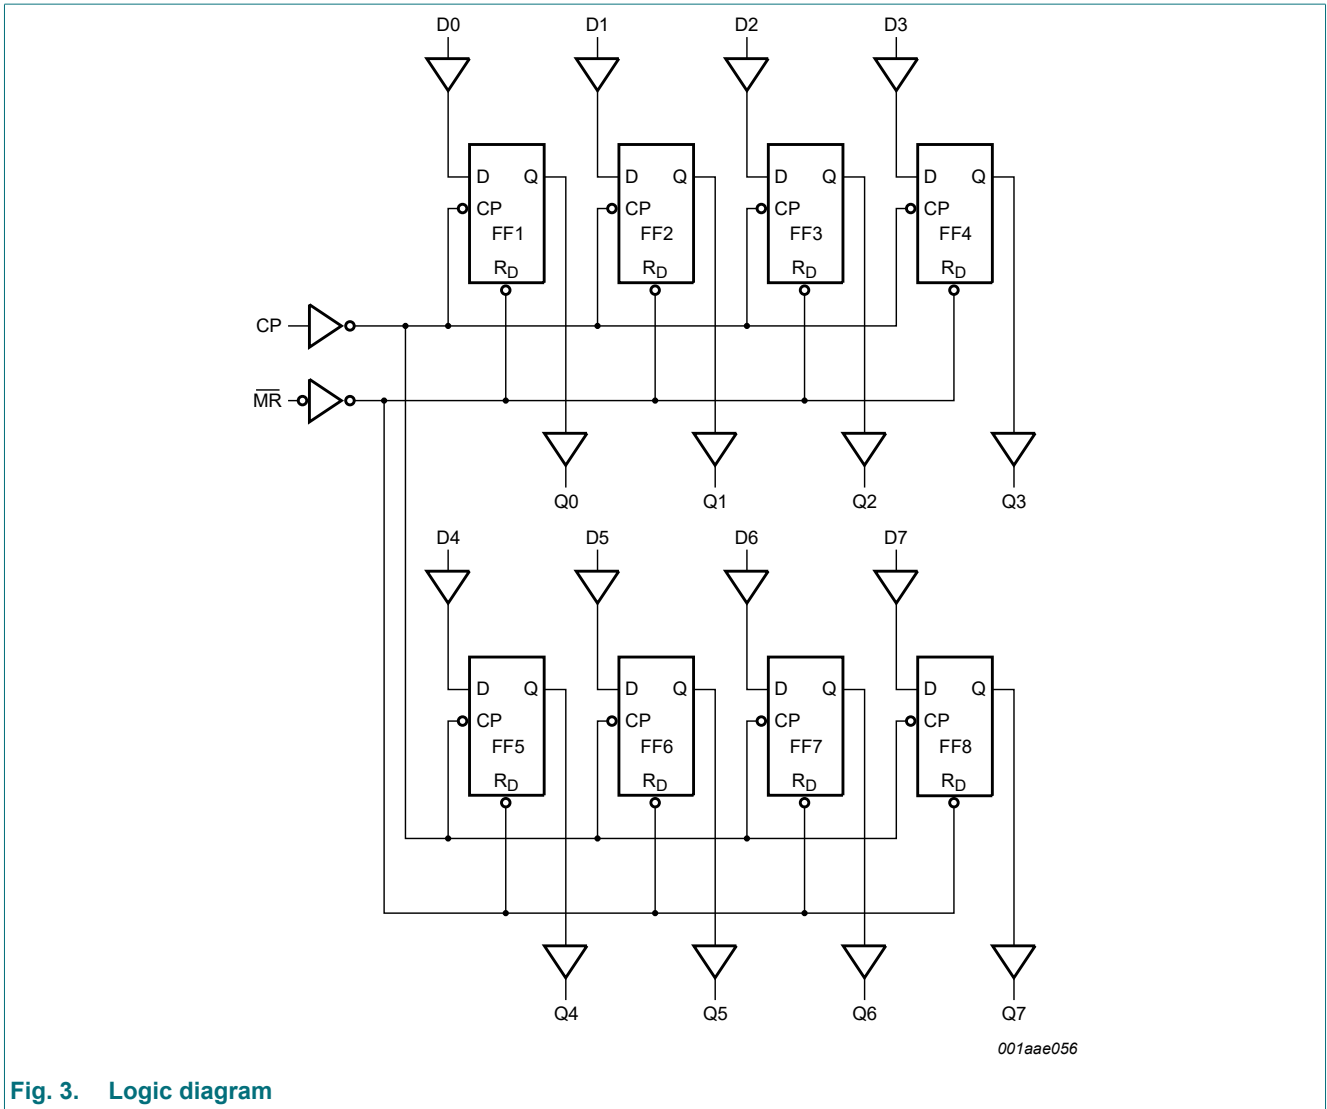 D0 D1 D2 D3
D Q D Q D Q D Q
CP CP CP CP
FF1 FF2 FF3 FF4
RD RD RD RD
CP
MR
Q0 Q1 Q2 Q3
D4 D5 D6 D7
D Q D Q D Q D Q
CP CP CP CP
FF5 FF6 FF7 FF8
RD RD RD RD
Q4 Q5 Q6 Q7
001aae056
Fig. 3. Logic diagram